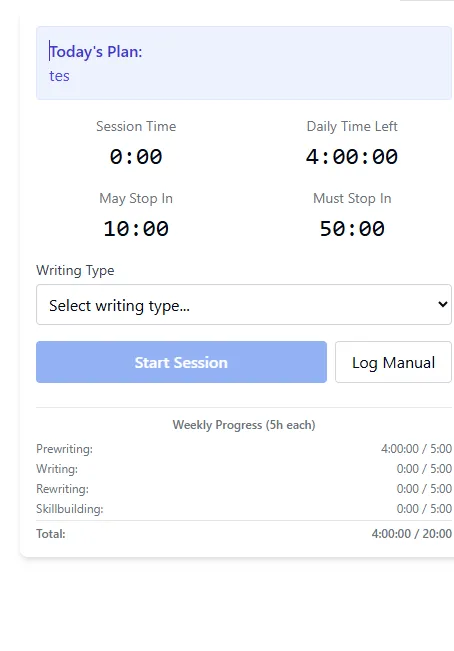 Today's Plan:
tes
Session Time Daily Time Left
0:00 4:00:00
May Stop In Must Stop In
10:00 50:00
Writing Type
Select writing type...
Start Session Log Manual
Weekly Progress (5h each)
Prewriting: 4:00:00 / 5:00
Writing: 0:00 / 5:00
Rewriting: 0:00 / 5:00
Skillbuilding: 0:00 / 5:00
Total: 4:00:00 / 20:00